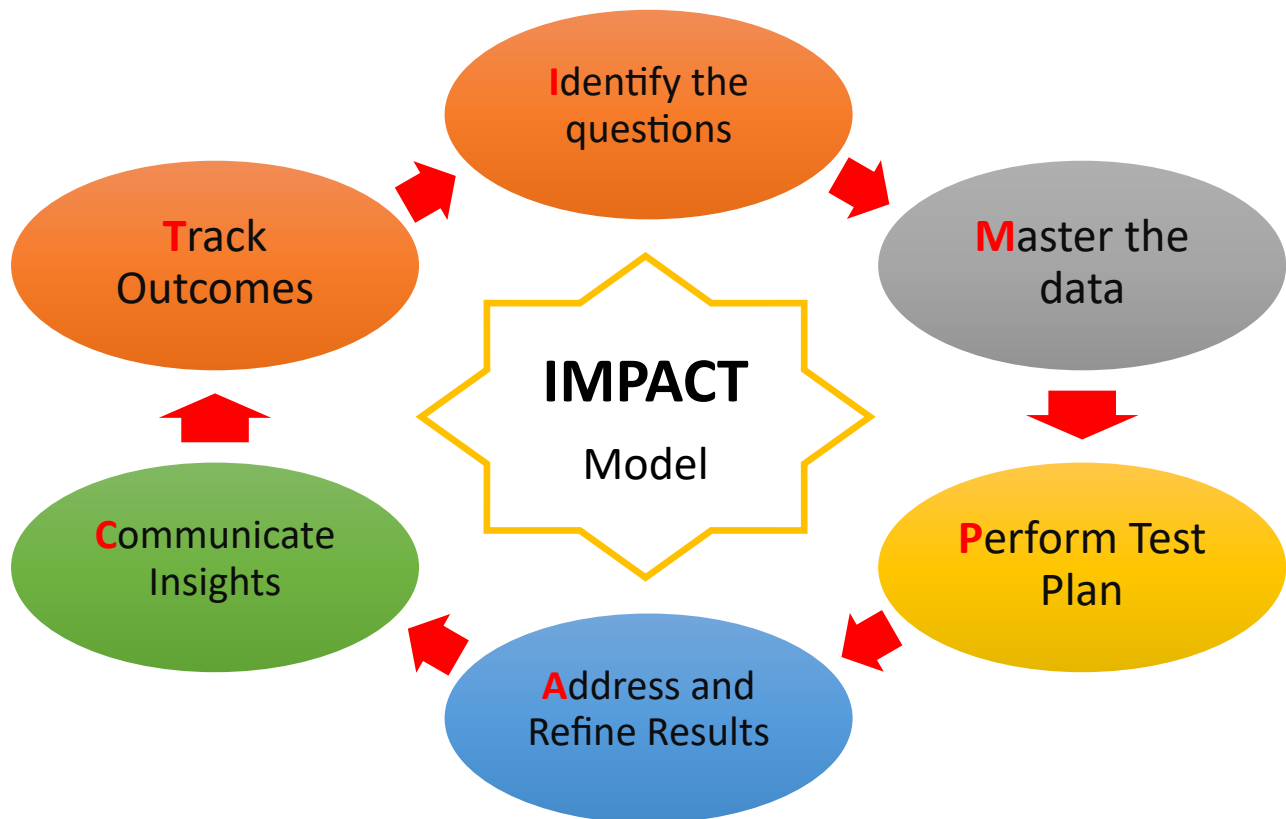 Identify the
questions
Master the
data
Perform Test
Plan
Address and
Refine Results
Communicate
Insights
Track
Outcomes
IMPACT
Model